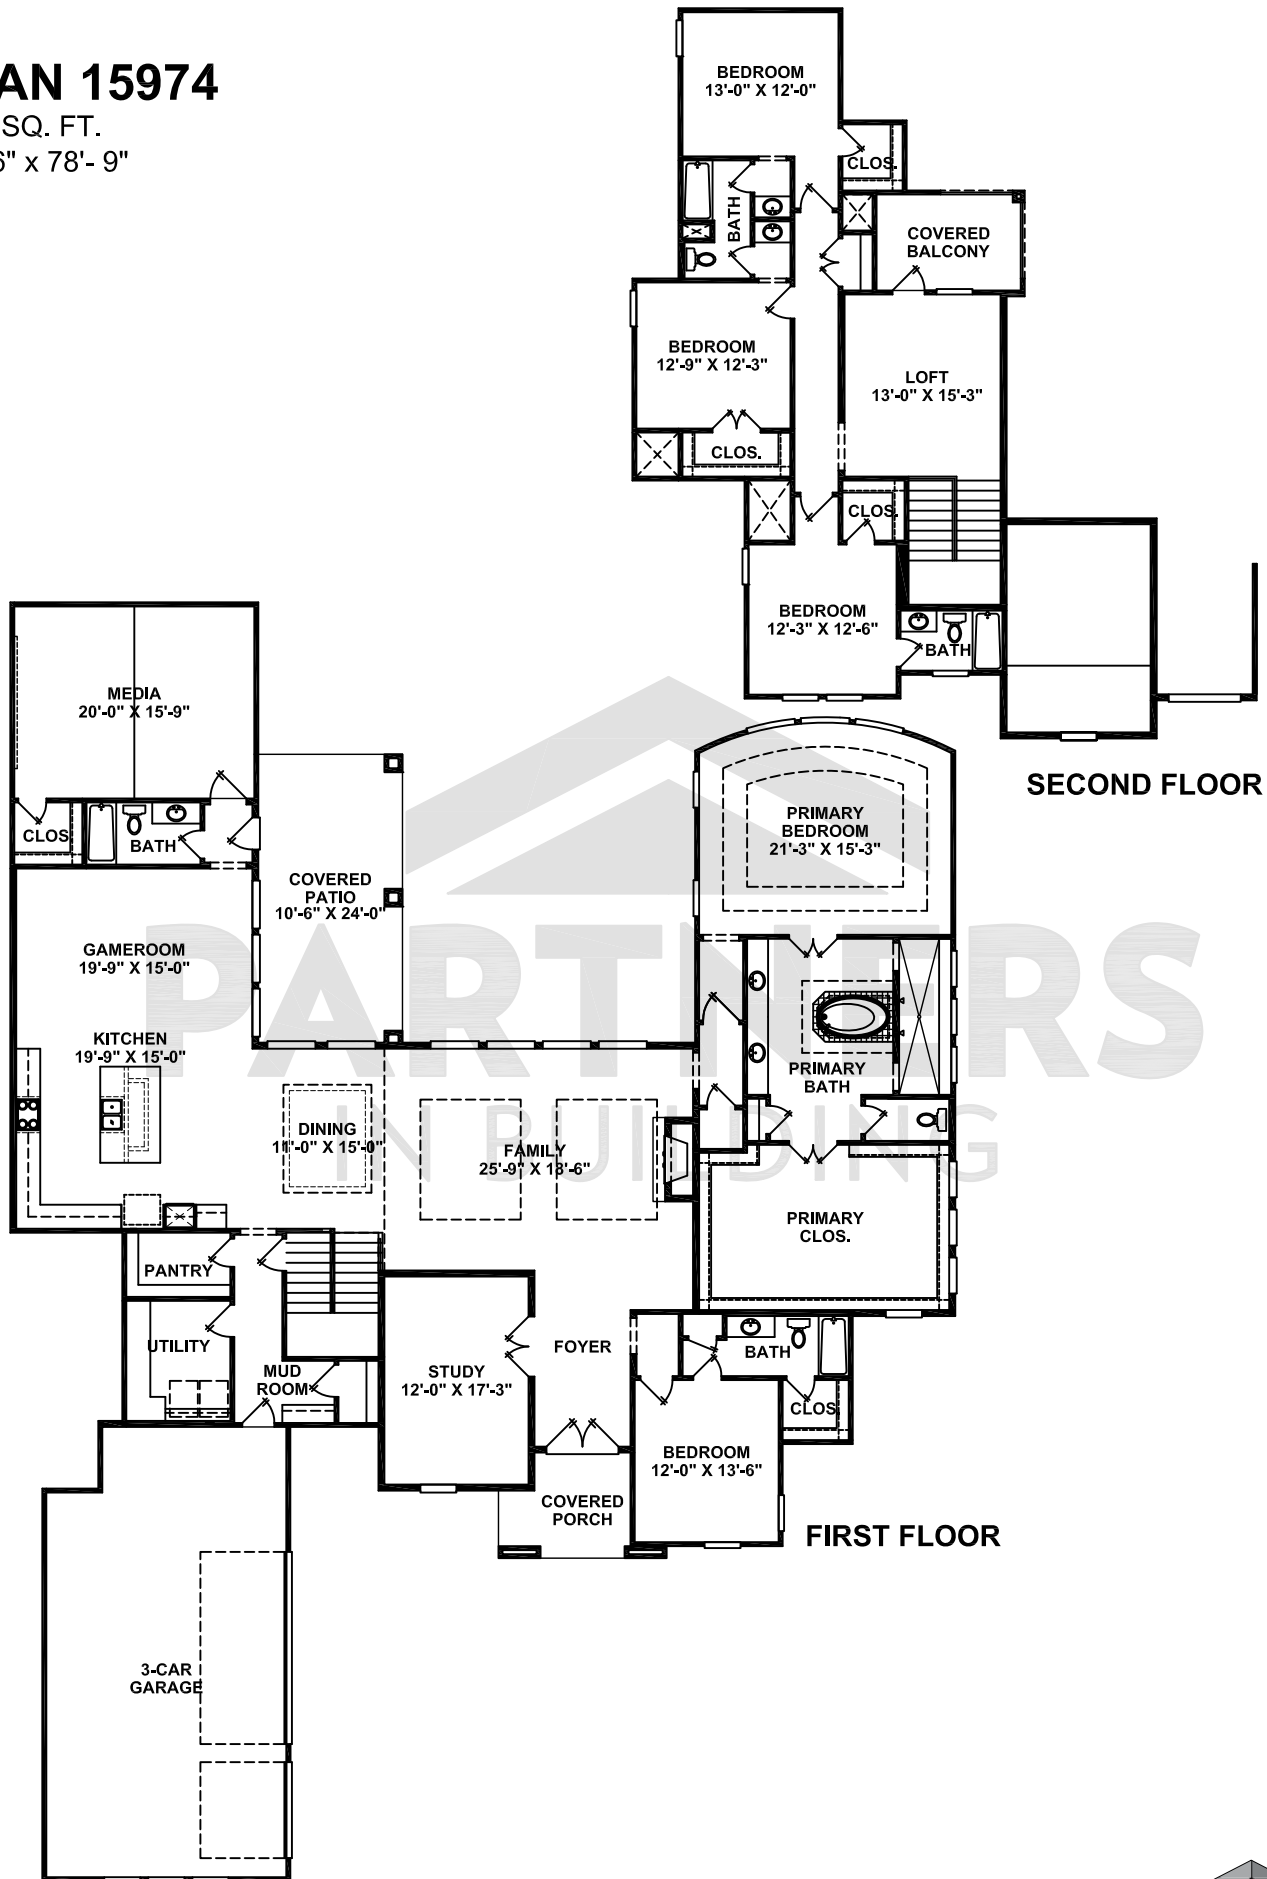 AN 15974
SQ. FT.
6" x 78'- 9"
BEDROOM
13'-0" X 12'-0"
CLOS.
BATH
COVERED
BALCONY
BEDROOM
12'-9" X 12'-3"
LOFT
13'-0" X 15'-3"
CLOS.
CLOS.
BEDROOM
12'-3" X 12'-6"
BATH
SECOND FLOOR
MEDIA
20'-0" X 15'-9"
CLOS
BATH
COVERED
PATIO
10'-6" X 24'-0"
PRIMARY
BEDROOM
21'-3" X 15'-3"
GAMEROOM
19'-9" X 15'-0"
PARTNERS
IN BUILDING
KITCHEN
19'-9" X 15'-0"
PRIMARY
BATH
DINING
11'-0" X 15'-0"
FAMILY
25'-9" X 18'-6"
PRIMARY
CLOS.
PANTRY
UTILITY
MUD
ROOM
STUDY
12'-0" X 17'-3"
FOYER
BATH
CLOS
BEDROOM
12'-0" X 13'-6"
COVERED
PORCH
FIRST FLOOR
3-CAR
GARAGE